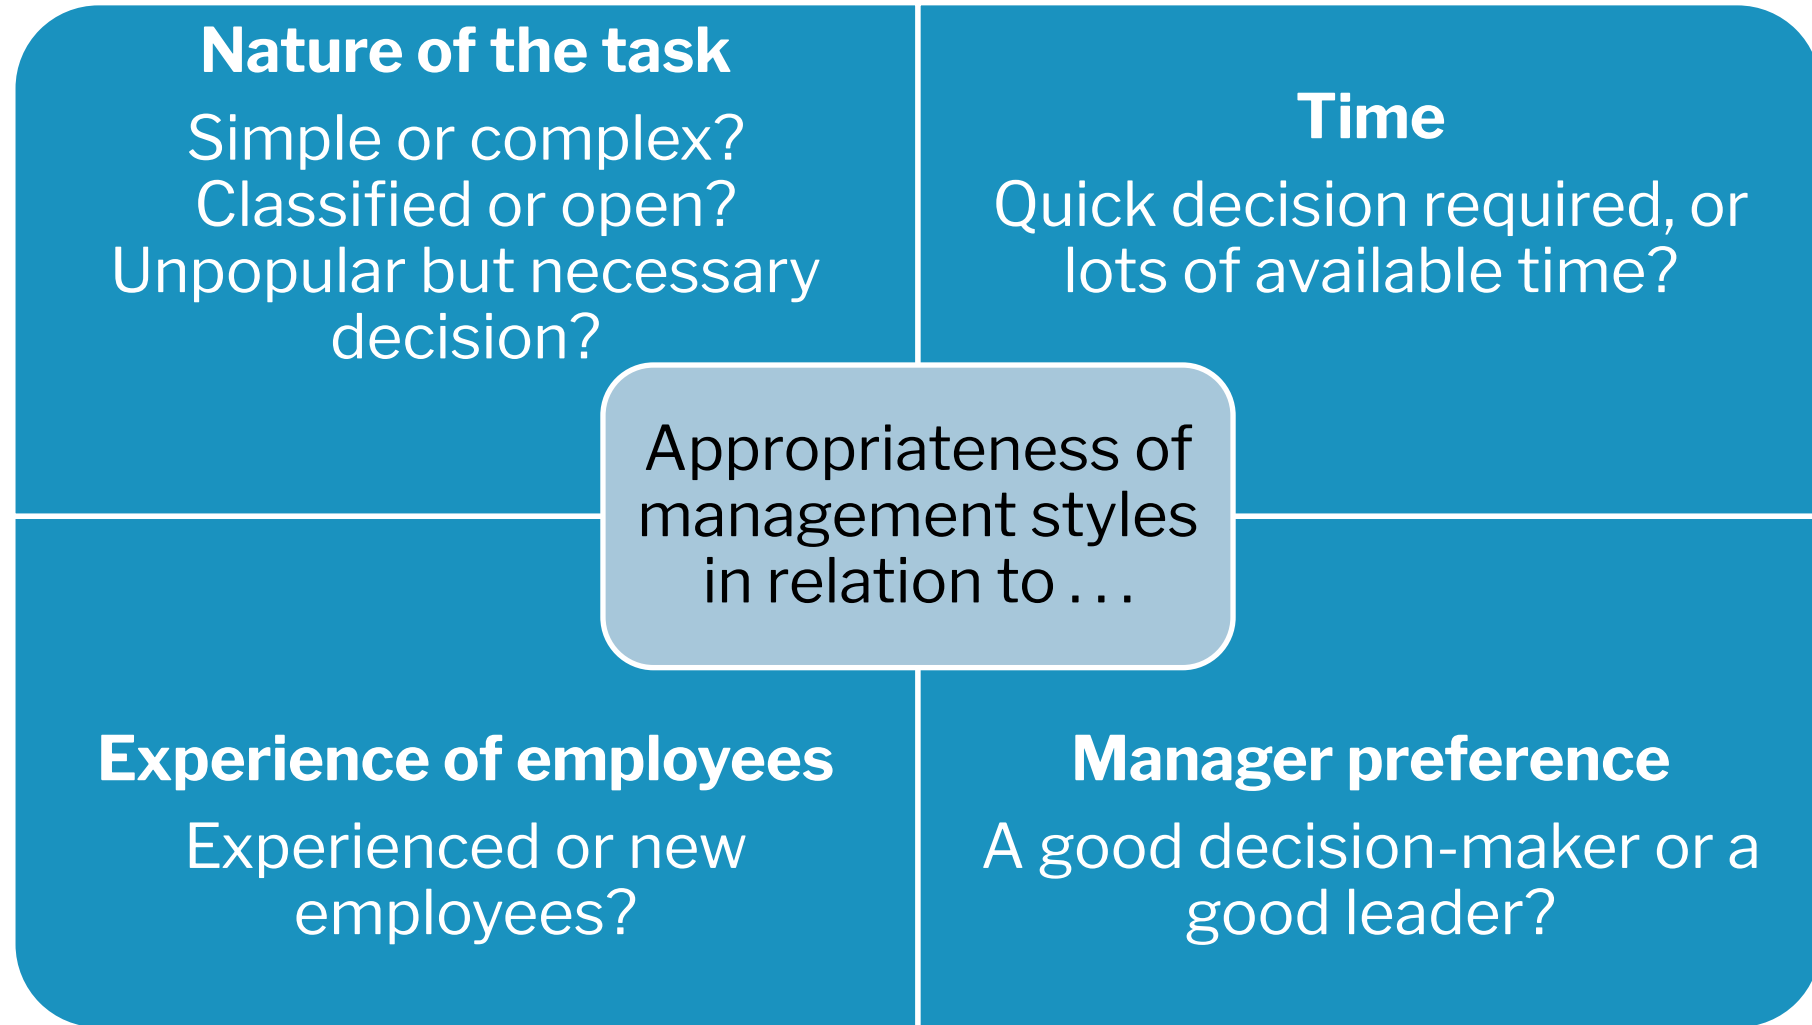 Nature of the task
Simple or complex?
Classified or open?
Unpopular but necessary
decision?
Time
Quick decision required, or
lots of available time?
Appropriateness of
management styles
in relation to . . .
Experience of employees
Experienced or new
employees?
Manager preference
A good decision-maker or a
good leader?